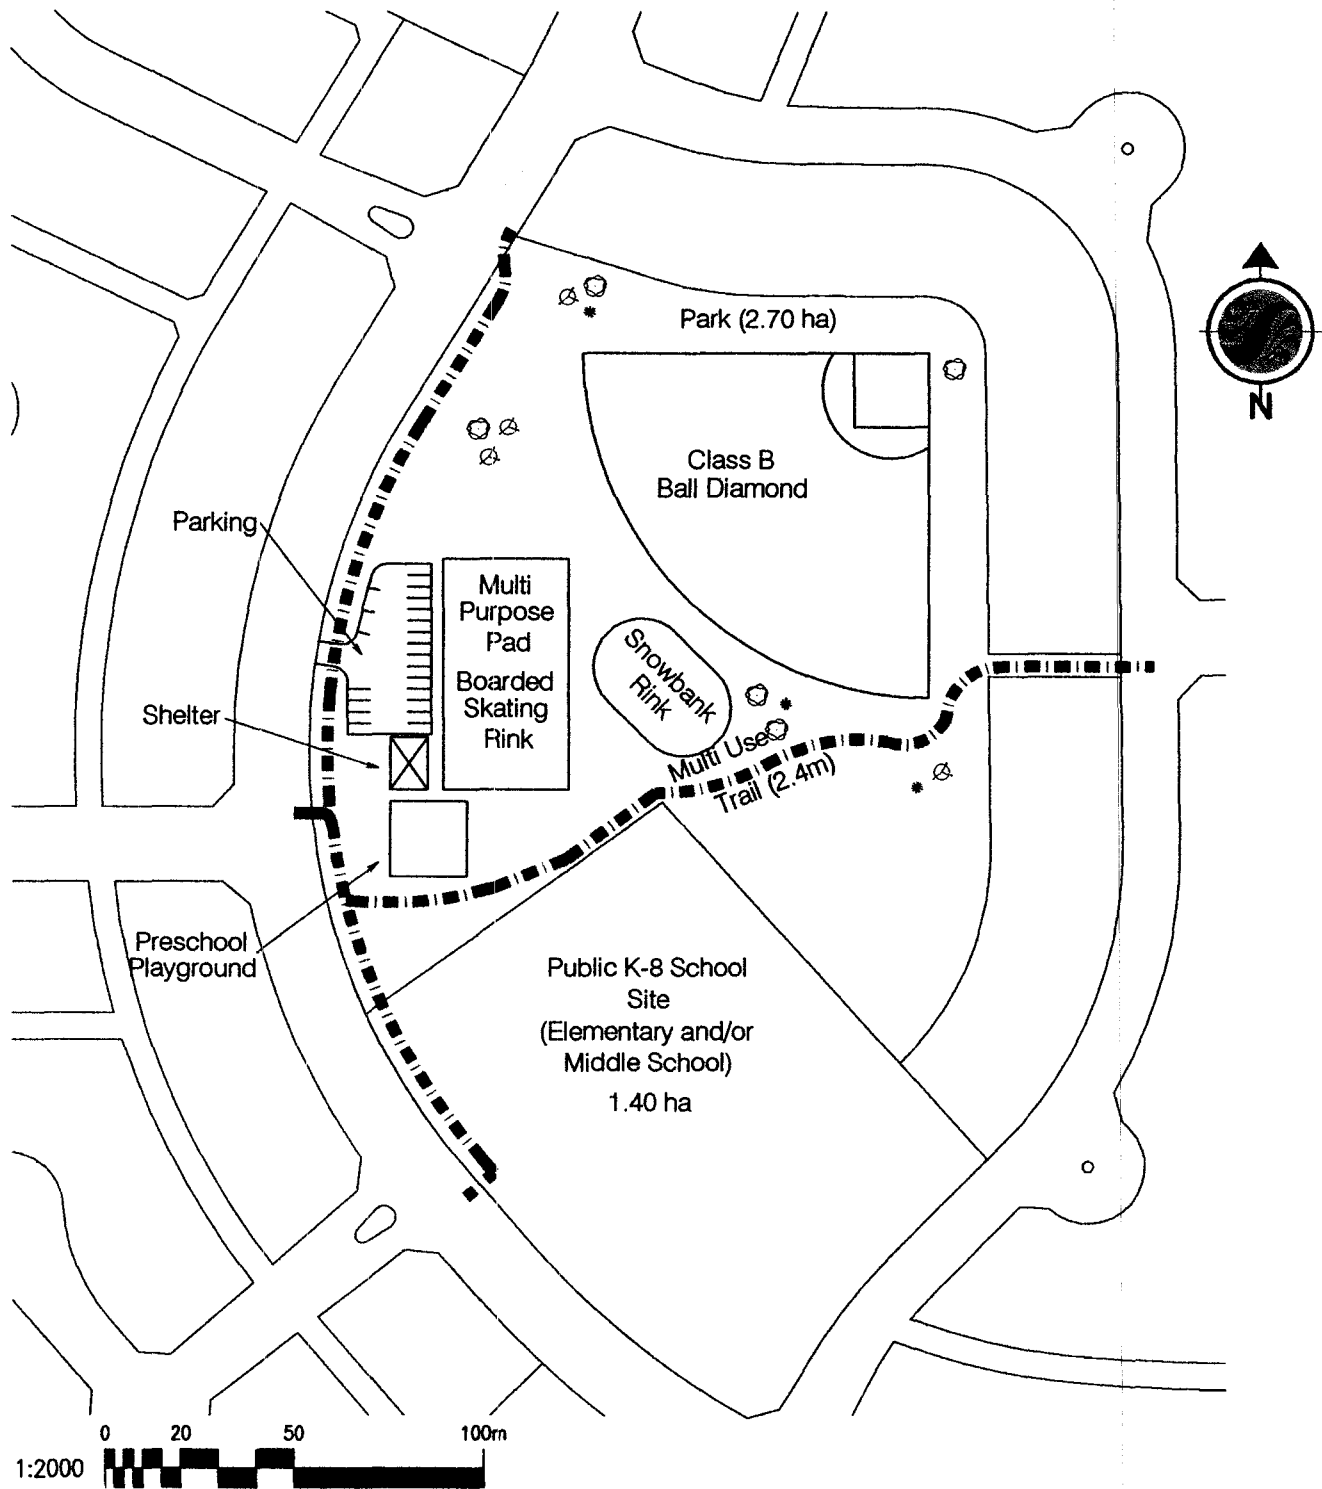 Park (2.70 ha)
N
Class B
Ball Diamond
Parking
Multi
Purpose
Pad
Boarded
Skating
Rink
Snowbank
Rink
Shelter
Multi Use
Trail (2.4m)
Preschool
Playground
Public K-8 School
Site
(Elementary and/or
Middle School)
1.40 ha
0 20 50 100m
1:2000